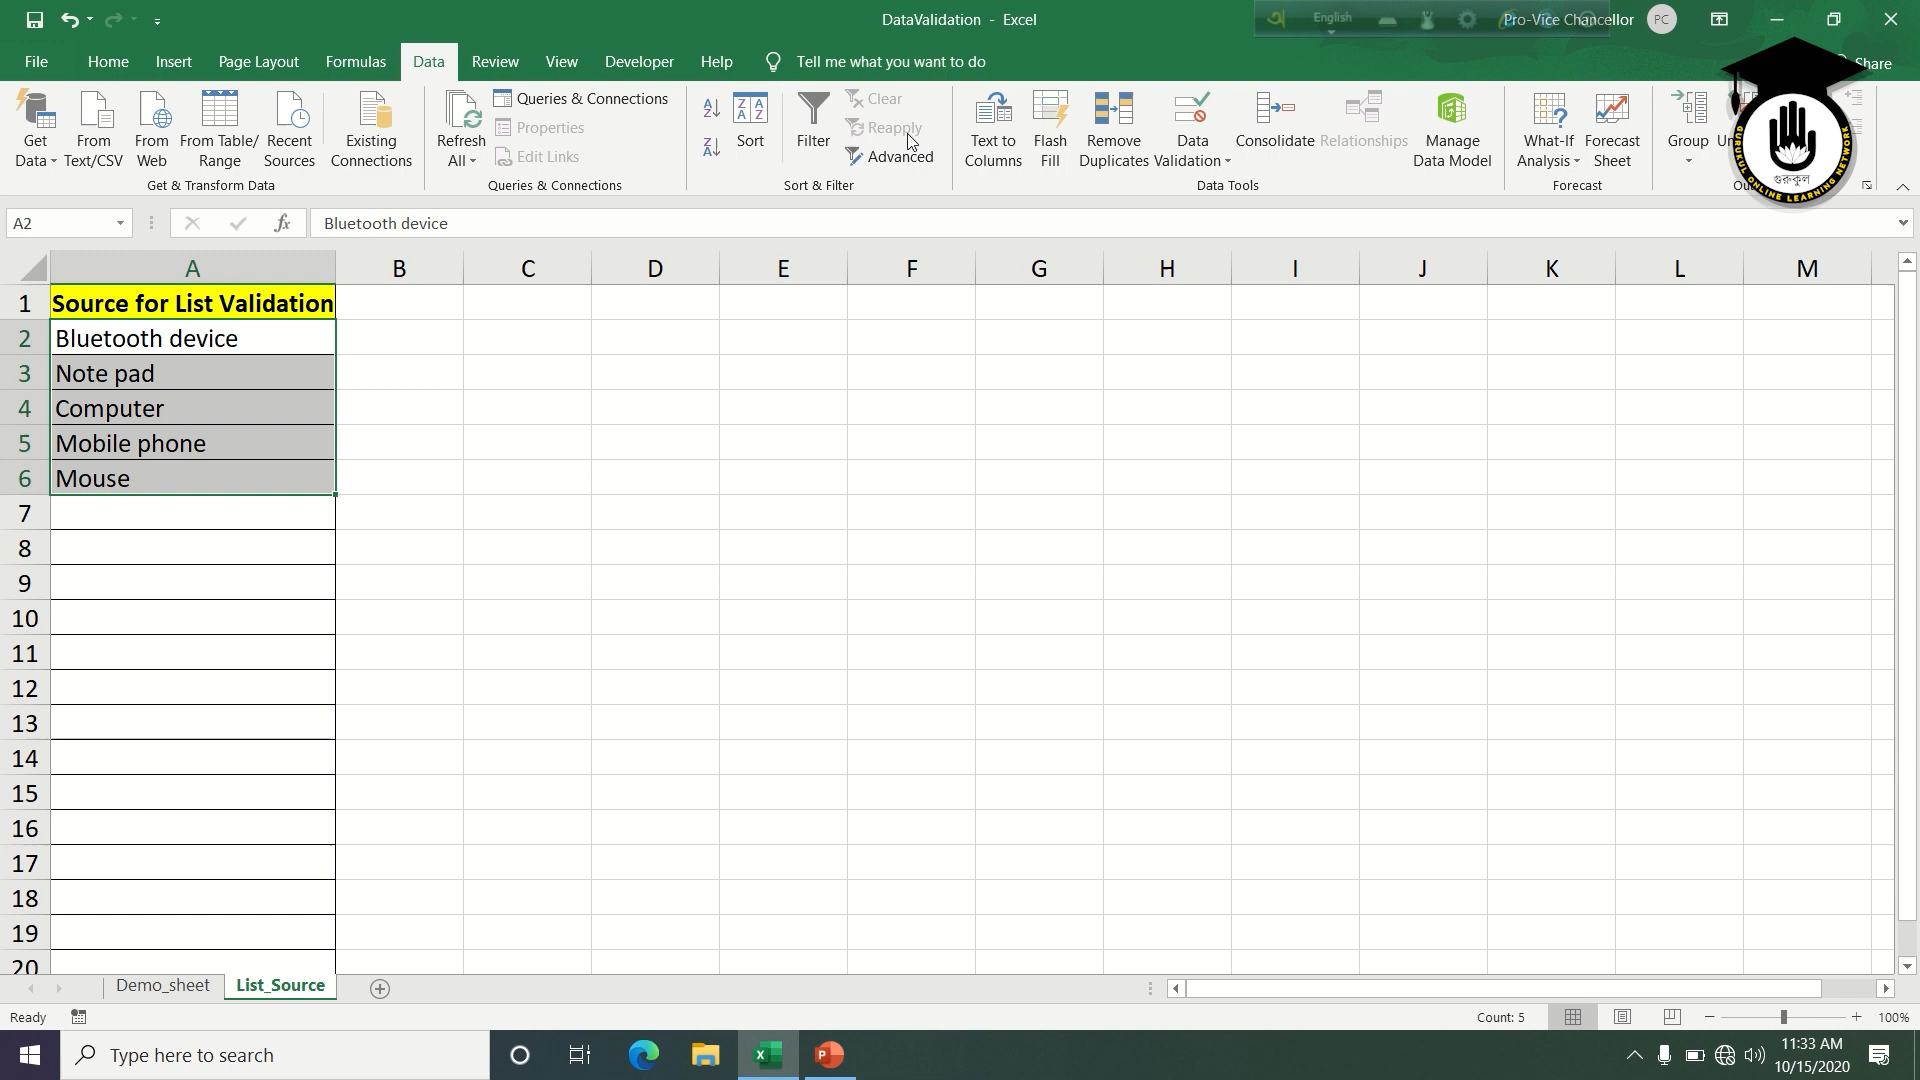 DataValidation - Excel
English
Pro-Vice Chancellor
PC
File
Home
Insert
Page Layout
Formulas
Data
Review
View
Developer
Help
Tell me what you want to do
Share
Get Data
From Text/CSV
From Web
From Table/ Range
Recent Sources
Existing Connections
Get & Transform Data
Refresh All
Queries & Connections
Properties
Edit Links
Queries & Connections
Sort
Filter
Clear
Reapply
Advanced
Sort & Filter
Text to Columns
Flash Fill
Remove Duplicates
Data Validation
Consolidate
Relationships
Manage Data Model
Data Tools
What-If Analysis
Forecast Sheet
Forecast
Group
গুরুকুল
GURUKUL ONLINE LEARNING NETWORK
A2
fx
Bluetooth device
A B C D E F G H I J K L M
1 Source for List Validation
2 Bluetooth device
3 Note pad
4 Computer
5 Mobile phone
6 Mouse
7
8
9
10
11
12
13
14
15
16
17
18
19
20
Demo_sheet
List_Source
Ready
Count: 5
100%
Type here to search
11:33 AM
10/15/2020